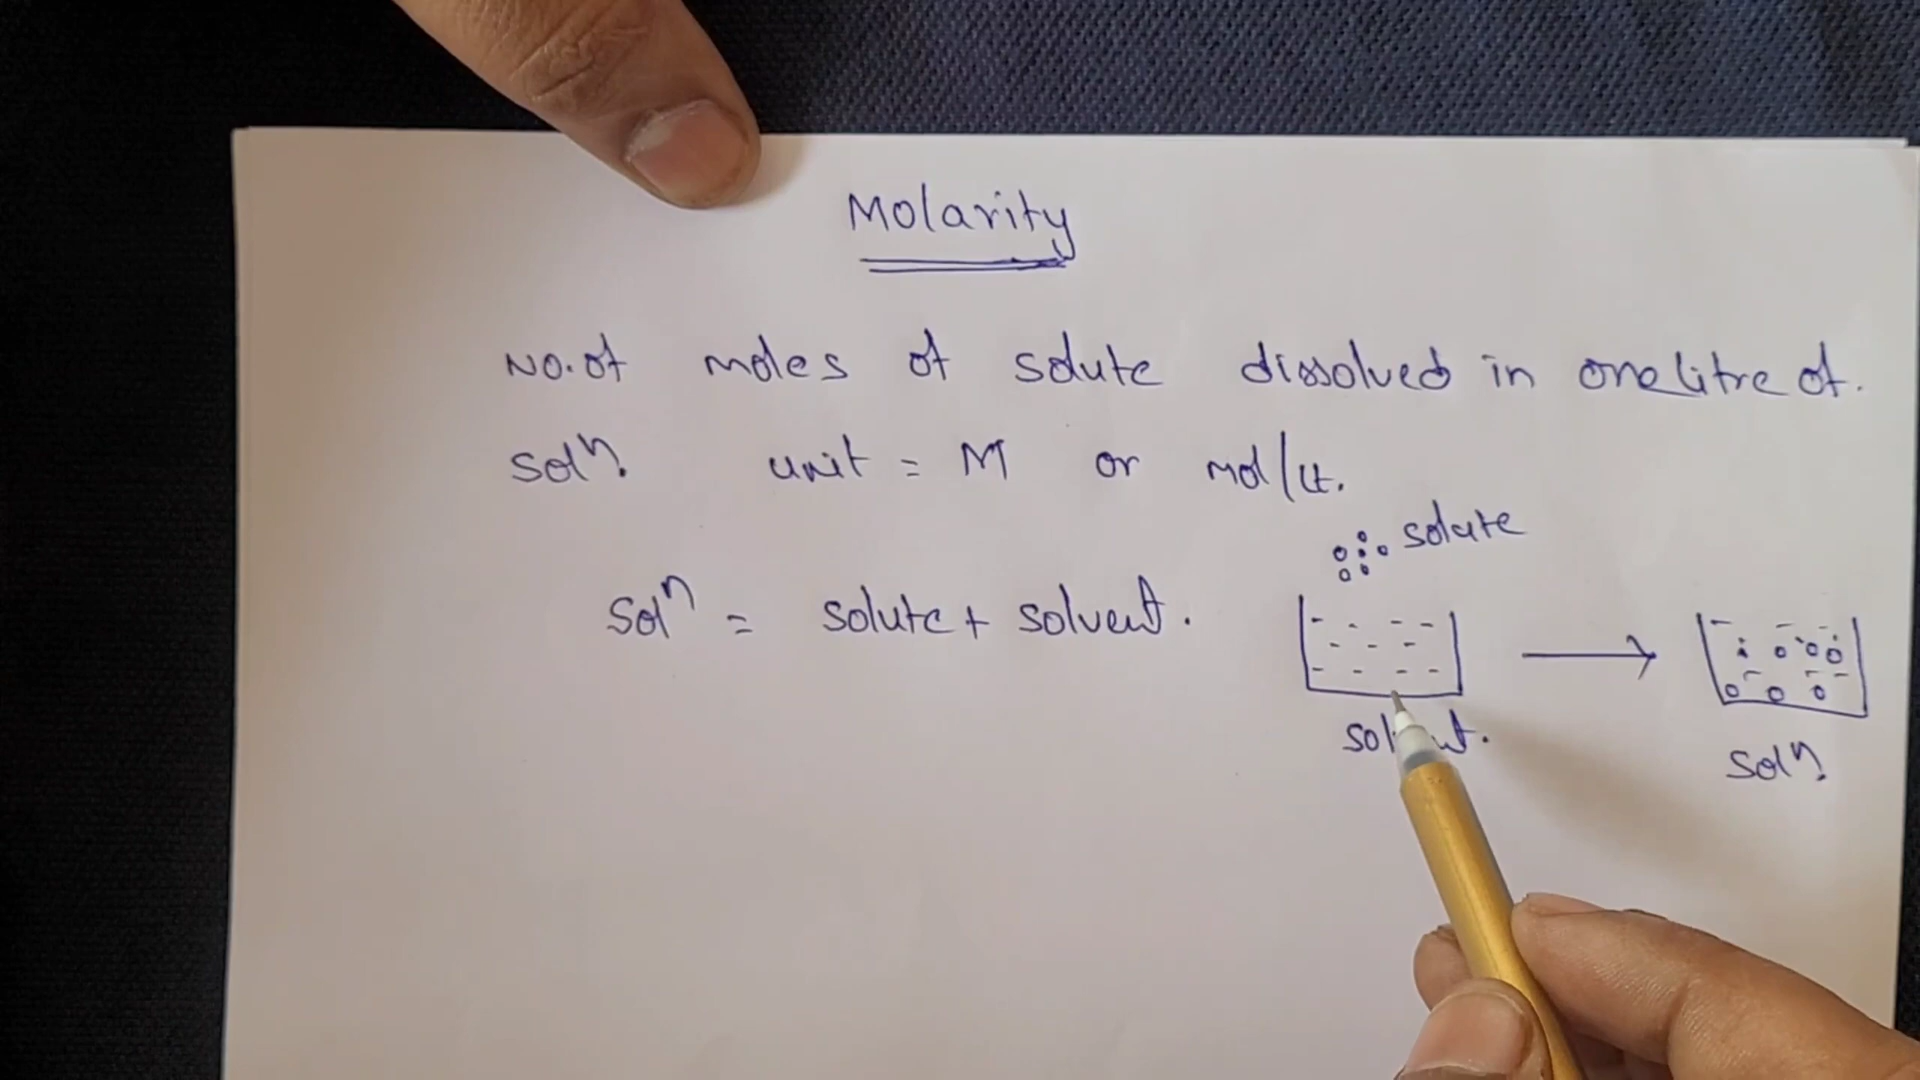 Molarity
No. of moles of solute dissolved in one litre of.
Solⁿ. unit = M or mol/lt.
solute
Solⁿ = solute + solvent.
Solⁿ.